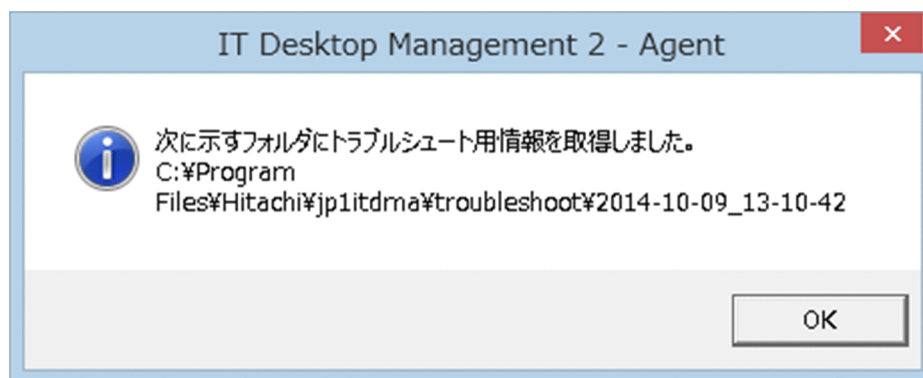 IT Desktop Management 2 - Agent
次に示すフォルダにトラブルシュート用情報を取得しました。
C:¥Program
Files¥Hitachi¥jp1itdma¥troubleshoot¥2014-10-09_13-10-42
OK